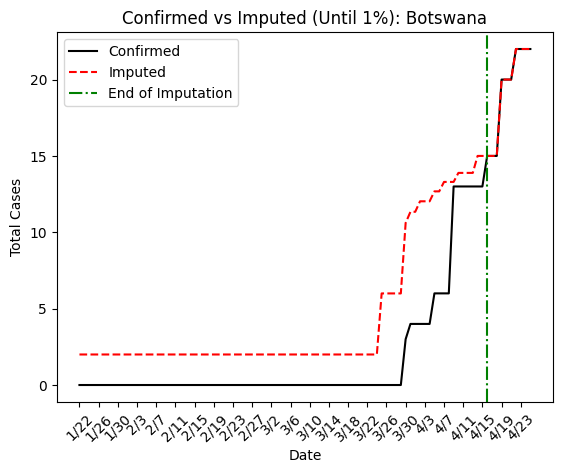 Confirmed vs Imputed (Until 1%): Botswana
Confirmed
Imputed
End of Imputation
Total Cases
20
15
10
5
0
1/22 1/26 1/30 2/3 2/7 2/11 2/15 2/19 2/23 2/27 3/2 3/6 3/10 3/14 3/18 3/22 3/26 3/30 4/3 4/7 4/11 4/15 4/19 4/23
Date